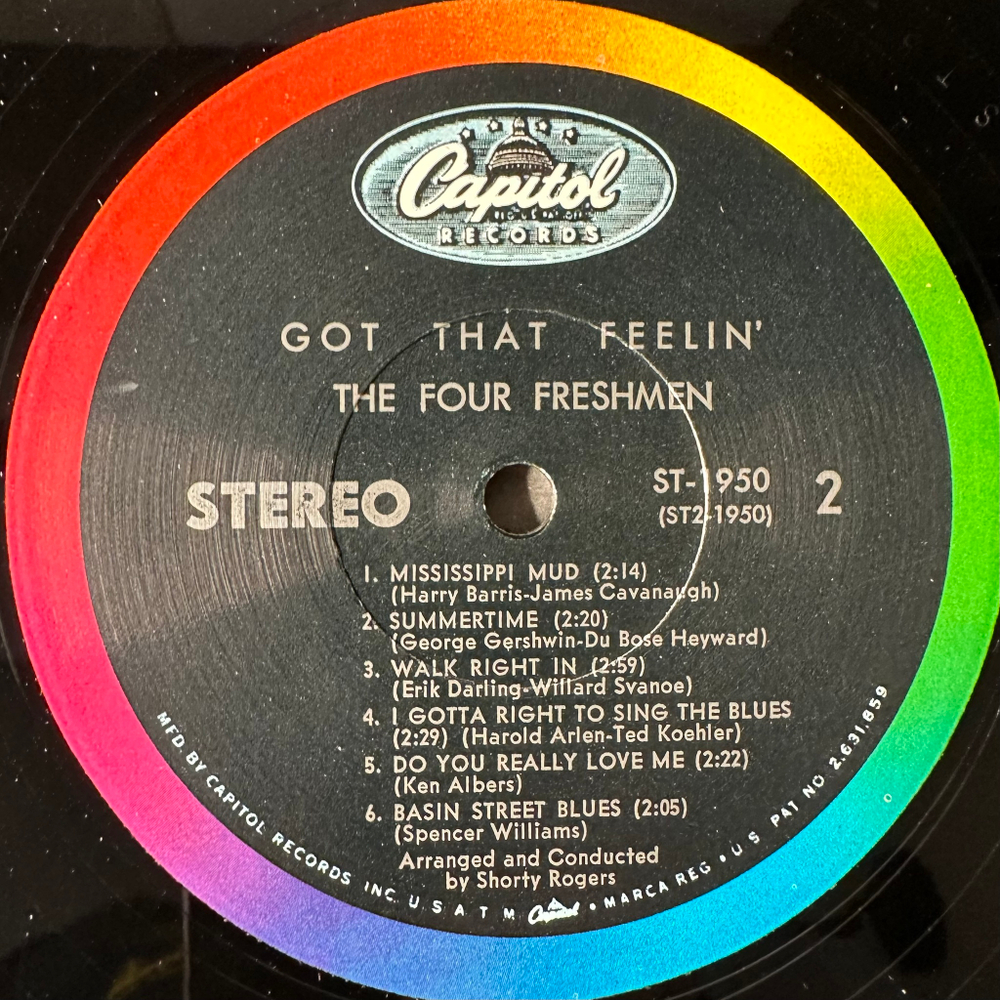 Capitol
RECORDS
GOT THAT FEELIN'
THE FOUR FRESHMEN
STEREO
ST-1950
(ST2-1950)
2
1. MISSISSIPPI MUD (2:14)
(Harry Barris-James Cavanaugh)
2. SUMMERTIME (2:20)
(George Gershwin-Du Bose Heyward)
3. WALK RIGHT IN (2:59)
(Erik Darling-Willard Svanoe)
4. I GOTTA RIGHT TO SING THE BLUES
(2:29) (Harold Arlen-Ted Koehler)
5. DO YOU REALLY LOVE ME (2:22)
(Ken Albers)
6. BASIN STREET BLUES (2:05)
(Spencer Williams)
Arranged and Conducted
by Shorty Rogers
MFD BY CAPITOL RECORDS INC. U S A T M Capitol • MARCA REG • U S PAT NO 2.631.859